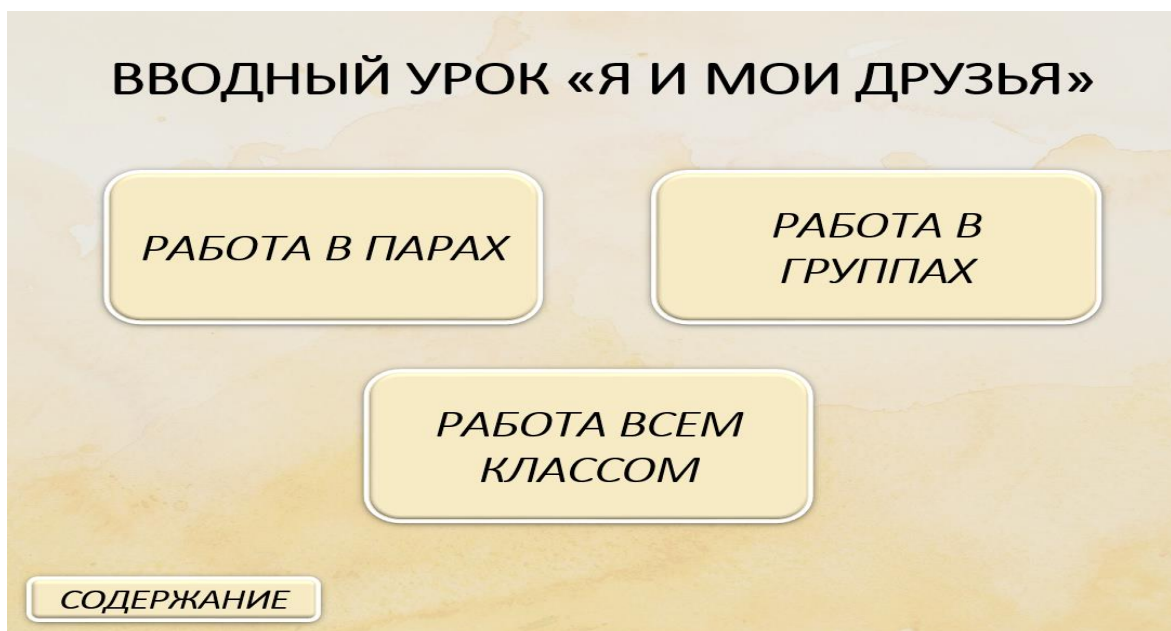 ВВОДНЫЙ УРОК «Я И МОИ ДРУЗЬЯ»
РАБОТА В ПАРАХ
РАБОТА В
ГРУППАХ
РАБОТА ВСЕМ
КЛАССОМ
СОДЕРЖАНИЕ